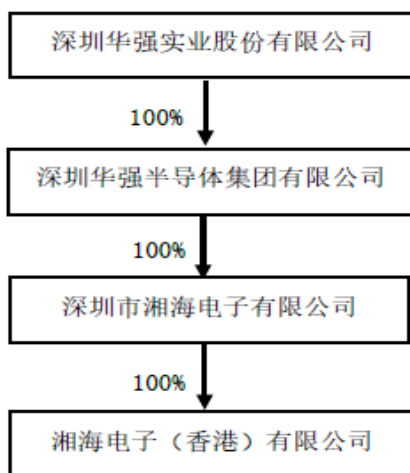 深圳华强实业股份有限公司
100%
深圳华强半导体集团有限公司
100%
深圳市湘海电子有限公司
100%
湘海电子（香港）有限公司